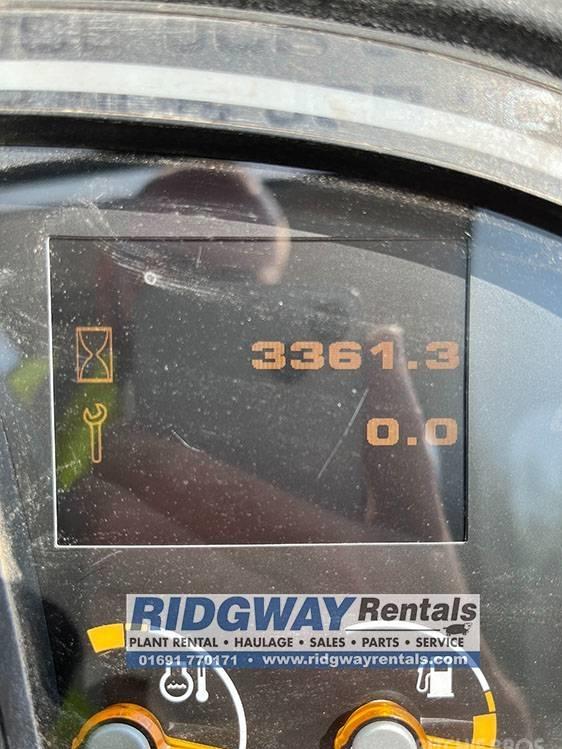 3361.3
0.0
RIDGWAY Rentals
PLANT RENTAL • HAULAGE • SALES • PARTS • SERVICE
01691 770171 • www.ridgwayrentals.com